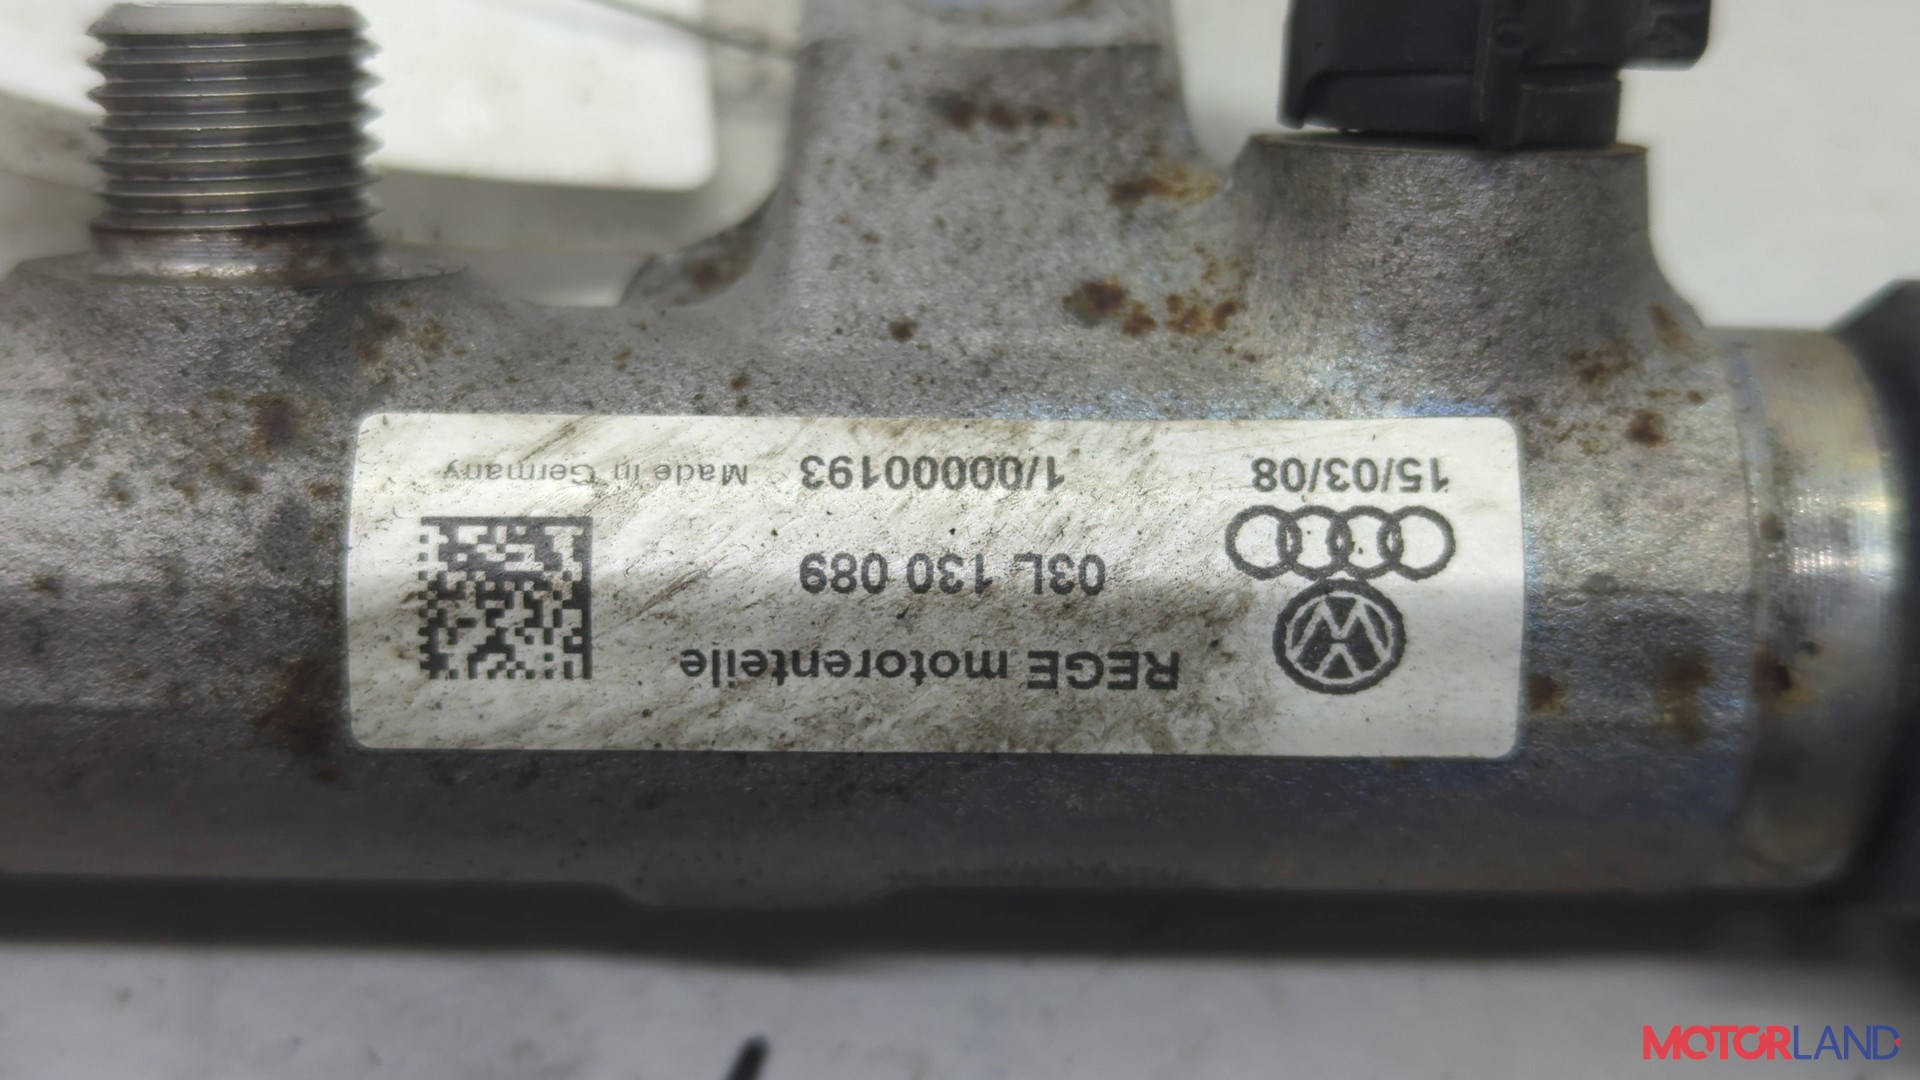 REGE motorenteile
03L 130 089
15/03/08 1/00000193 Made in Germany
MOTORLAND